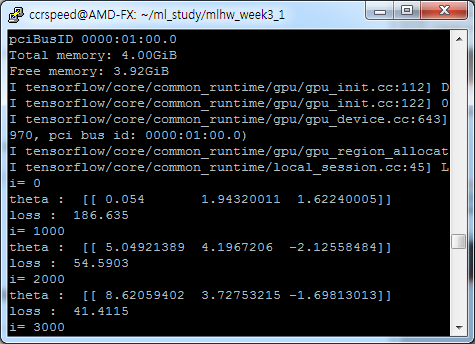 ccrspeed@AMD-FX: ~/ml_study/mlhw_week3_1
pciBusID 0000:01:00.0
Total memory: 4.00GiB
Free memory: 3.92GiB
I tensorflow/core/common_runtime/gpu/gpu_init.cc:112] D
I tensorflow/core/common_runtime/gpu/gpu_init.cc:122] 0
I tensorflow/core/common_runtime/gpu/gpu_device.cc:643]
970, pci bus id: 0000:01:00.0)
I tensorflow/core/common_runtime/gpu/gpu_region_allocat
I tensorflow/core/common_runtime/local_session.cc:45] L
i= 0
theta :  [[ 0.054       1.94320011  1.62240005]]
loss :  186.635
i= 1000
theta :  [[ 5.04921389  4.1967206  -2.12558484]]
loss :  54.5903
i= 2000
theta :  [[ 8.62059402  3.72753215 -1.69813013]]
loss :  41.4115
i= 3000